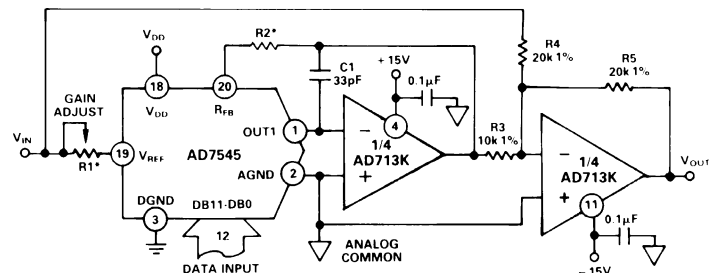 R2*
R4
20k 1%
R5
20k 1%
VDD
C1
33pF
+15V
0.1µF
GAIN
ADJUST
18
VDD
20
RFB
R3
10k 1%
VIN
R1*
19
VREF
AD7545
OUT1
1
AGND
2
−
+
4
1/4
AD713K
−
+
1/4
AD713K
11
VOUT
DGND
3
DB11-DB0
12
DATA INPUT
ANALOG
COMMON
0.1µF
−15V